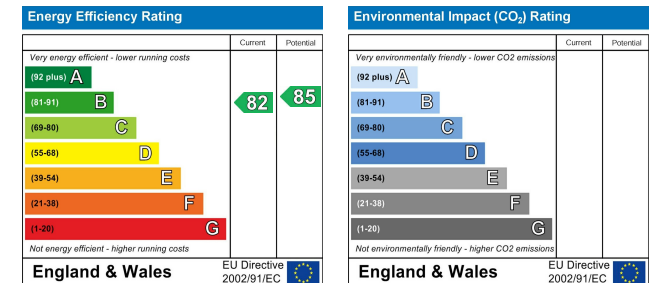 Energy Efficiency Rating
Current Potential
Very energy efficient - lower running costs
(92 plus) A
(81-91) B
82 85
(69-80) C
(55-68) D
(39-54) E
(21-38) F
(1-20) G
Not energy efficient - higher running costs
England & Wales
EU Directive
2002/91/EC
Environmental Impact (CO₂) Rating
Current Potential
Very environmentally friendly - lower CO2 emissions
(92 plus) A
(81-91) B
(69-80) C
(55-68) D
(39-54) E
(21-38) F
(1-20) G
Not environmentally friendly - higher CO2 emissions
England & Wales
EU Directive
2002/91/EC